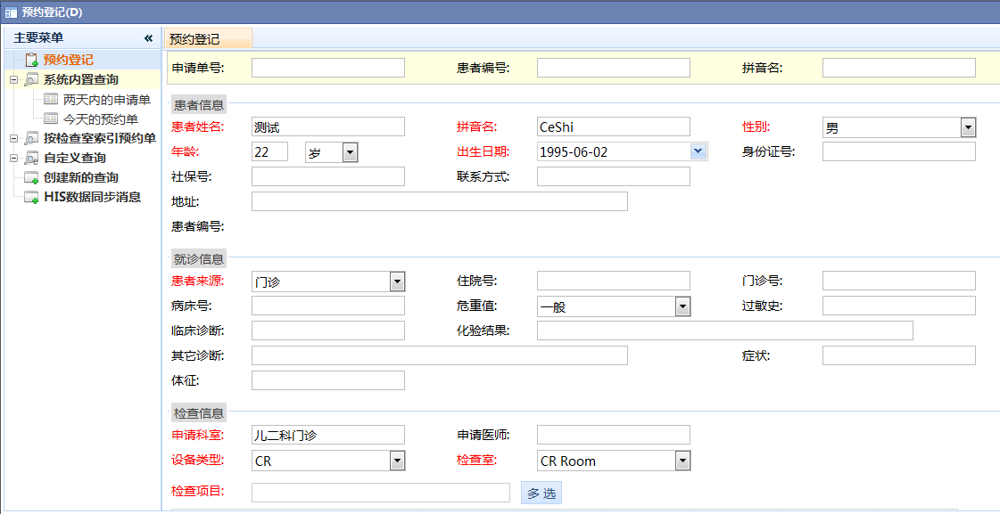 预约登记(D)
主要菜单 «
预约登记
系统内置查询
两天内的申请单
今天的预约单
按检查室索引预约单
自定义查询
创建新的查询
HIS数据同步消息
预约登记
申请单号: 患者编号: 拼音名:
患者信息
患者姓名: 测试 拼音名: CeShi 性别: 男
年龄: 22 岁 出生日期: 1995-06-02 身份证号:
社保号: 联系方式:
地址:
患者编号:
就诊信息
患者来源: 门诊 住院号: 门诊号:
病床号: 危重值: 一般 过敏史:
临床诊断: 化验结果:
其它诊断: 症状:
体征:
检查信息
申请科室: 儿二科门诊 申请医师:
设备类型: CR 检查室: CR Room
检查项目: 多 选